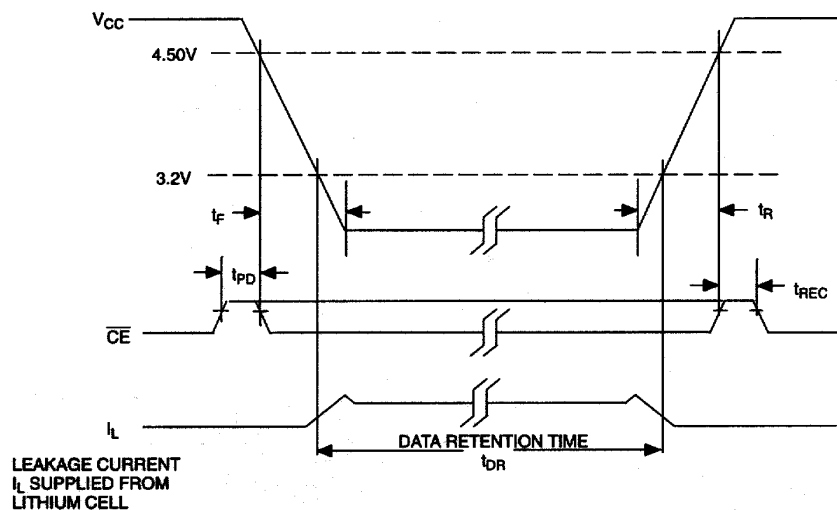 VCC
4.50V
3.2V
tF
tR
tPD
tREC
CE
IL
DATA RETENTION TIME
tDR
LEAKAGE CURRENT
IL SUPPLIED FROM
LITHIUM CELL